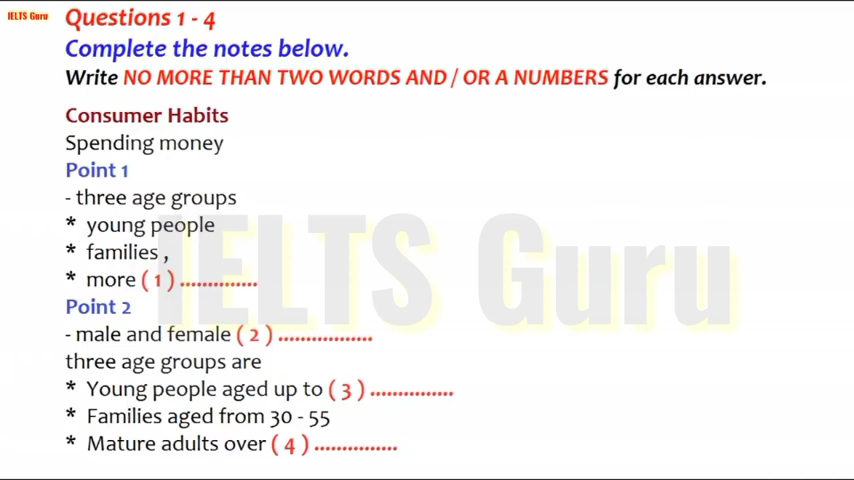 IELTS Guru
Questions 1 - 4
Complete the notes below.
Write NO MORE THAN TWO WORDS AND / OR A NUMBERS for each answer.
Consumer Habits
Spending money
Point 1
- three age groups
* young people
* families ,
* more ( 1 ) ..............
Point 2
- male and female ( 2 ) .................
three age groups are
* Young people aged up to ( 3 ) ...............
* Families aged from 30 - 55
* Mature adults over ( 4 ) ...............
IELTS Guru